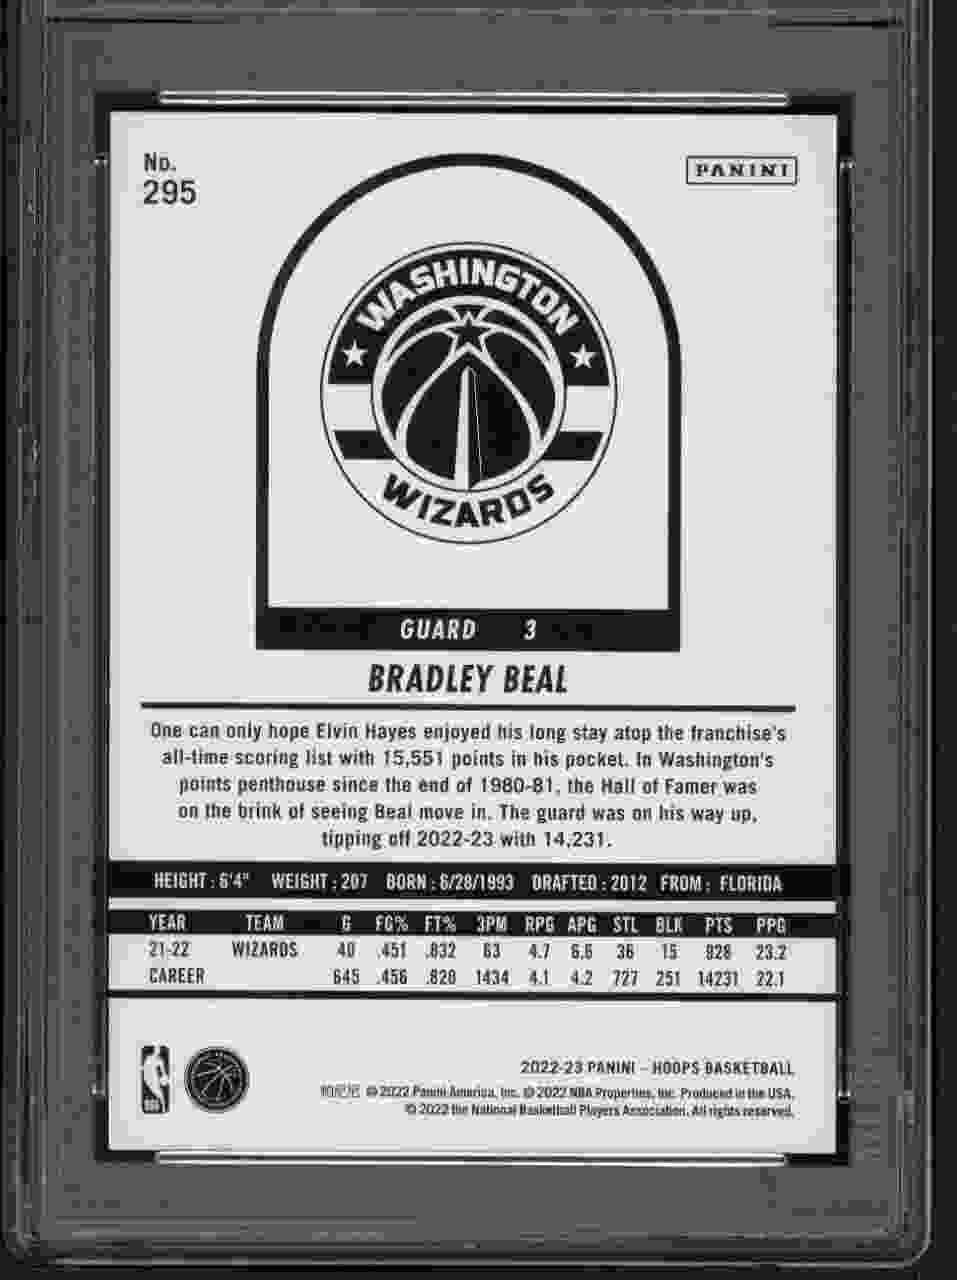 No.
295
PANINI
WASHINGTON
WIZARDS
GUARD 3
BRADLEY BEAL
One can only hope Elvin Hayes enjoyed his long stay atop the franchise's
all-time scoring list with 15,551 points in his pocket. In Washington's
points penthouse since the end of 1980-81, the Hall of Famer was
on the brink of seeing Beal move in. The guard was on his way up,
tipping off 2022-23 with 14,231.
HEIGHT: 6'4" WEIGHT: 207 BORN: 6/28/1993 DRAFTED: 2012 FROM: FLORIDA
YEAR TEAM G FG% FT% 3PM RPG APG STL BLK PTS PPG
21-22 WIZARDS 40 .451 .832 63 4.7 6.6 36 15 928 23.2
CAREER 645 .456 .820 1434 4.1 4.2 727 251 14231 22.1
2022-23 PANINI – HOOPS BASKETBALL
© 2022 Panini America, Inc. © 2022 NBA Properties, Inc. Produced in the USA.
© 2022 the National Basketball Players Association. All rights reserved.